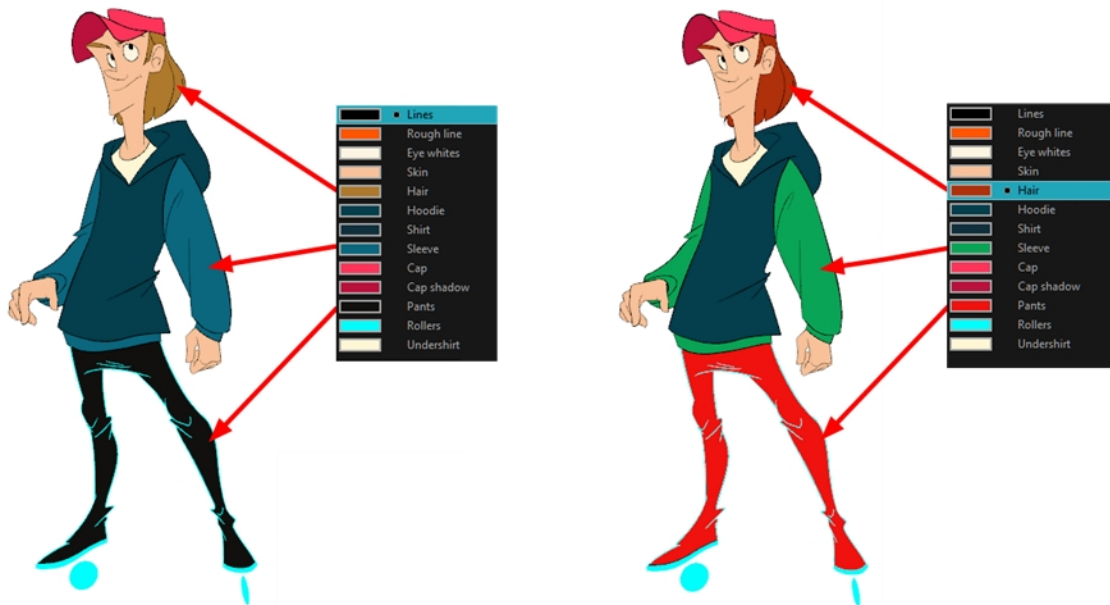 Lines
Rough line
Eye whites
Skin
Hair
Hoodie
Shirt
Sleeve
Cap
Cap shadow
Pants
Rollers
Undershirt
Lines
Rough line
Eye whites
Skin
Hair
Hoodie
Shirt
Sleeve
Cap
Cap shadow
Pants
Rollers
Undershirt